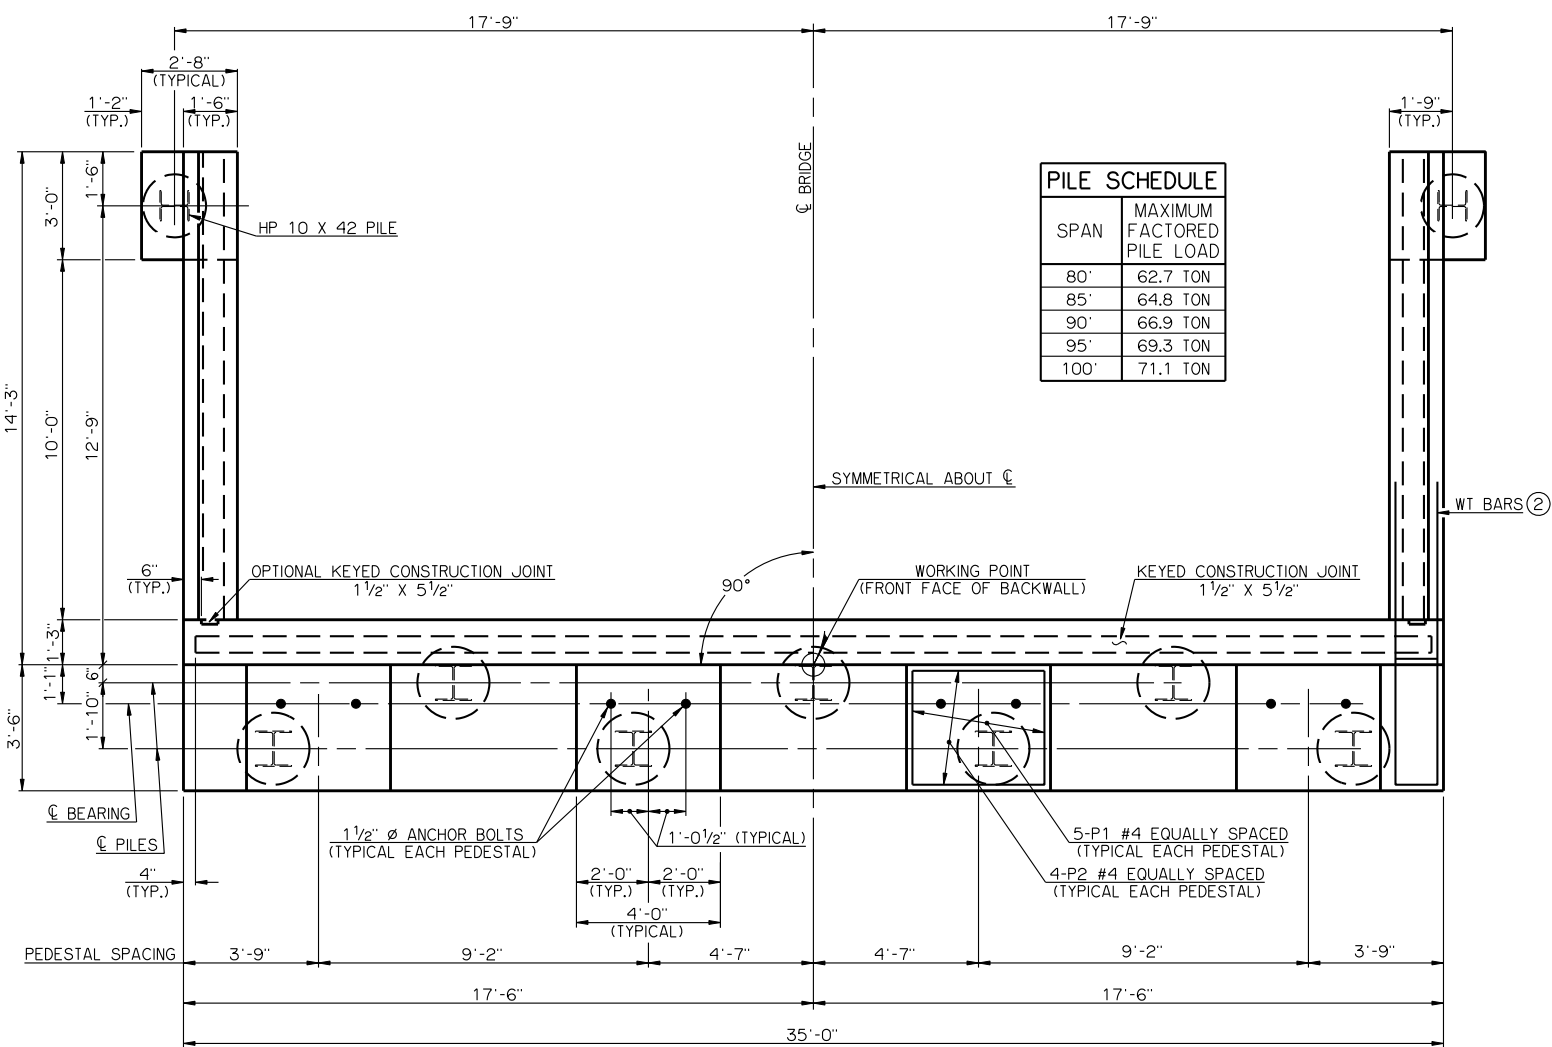 17'-9"
17'-9"
2'-8"
(TYPICAL)
1'-2"
(TYP.)
1'-6"
(TYP.)
1'-9"
(TYP.)
℄ BRIDGE
PILE SCHEDULE
SPAN
MAXIMUM
FACTORED
PILE LOAD
80' 62.7 TON
85' 64.8 TON
90' 66.9 TON
95' 69.3 TON
100' 71.1 TON
1'-6"
3'-0"
HP 10 X 42 PILE
14'-3"
10'-0"
12'-9"
SYMMETRICAL ABOUT ℄
WT BARS 2
6"
(TYP.)
OPTIONAL KEYED CONSTRUCTION JOINT
1 1/2" X 5 1/2"
90°
WORKING POINT
(FRONT FACE OF BACKWALL)
KEYED CONSTRUCTION JOINT
1 1/2" X 5 1/2"
1'-3"
6"
1'-1"
1'-10"
3'-6"
℄ BEARING
℄ PILES
1 1/2" Ø ANCHOR BOLTS
(TYPICAL EACH PEDESTAL)
1'-0 1/2" (TYPICAL)
5-P1 #4 EQUALLY SPACED
(TYPICAL EACH PEDESTAL)
4-P2 #4 EQUALLY SPACED
(TYPICAL EACH PEDESTAL)
4"
(TYP.)
2'-0"
(TYP.)
2'-0"
(TYP.)
4'-0"
(TYPICAL)
PEDESTAL SPACING
3'-9"
9'-2"
4'-7"
4'-7"
9'-2"
3'-9"
17'-6"
17'-6"
35'-0"